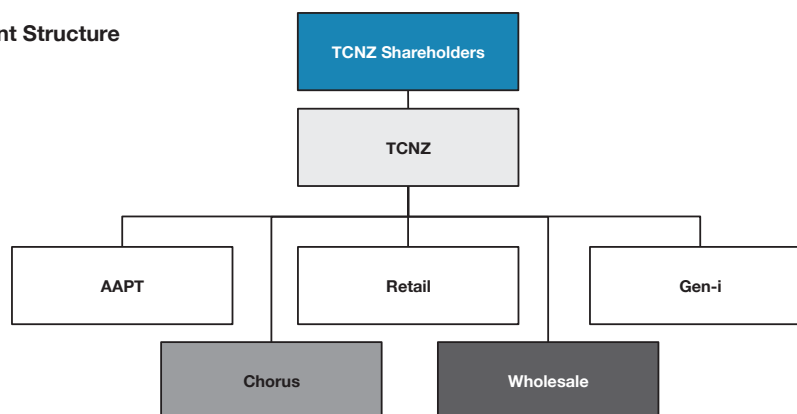 Structure
TCNZ Shareholders
TCNZ
AAPT
Retail
Gen-i
Chorus
Wholesale